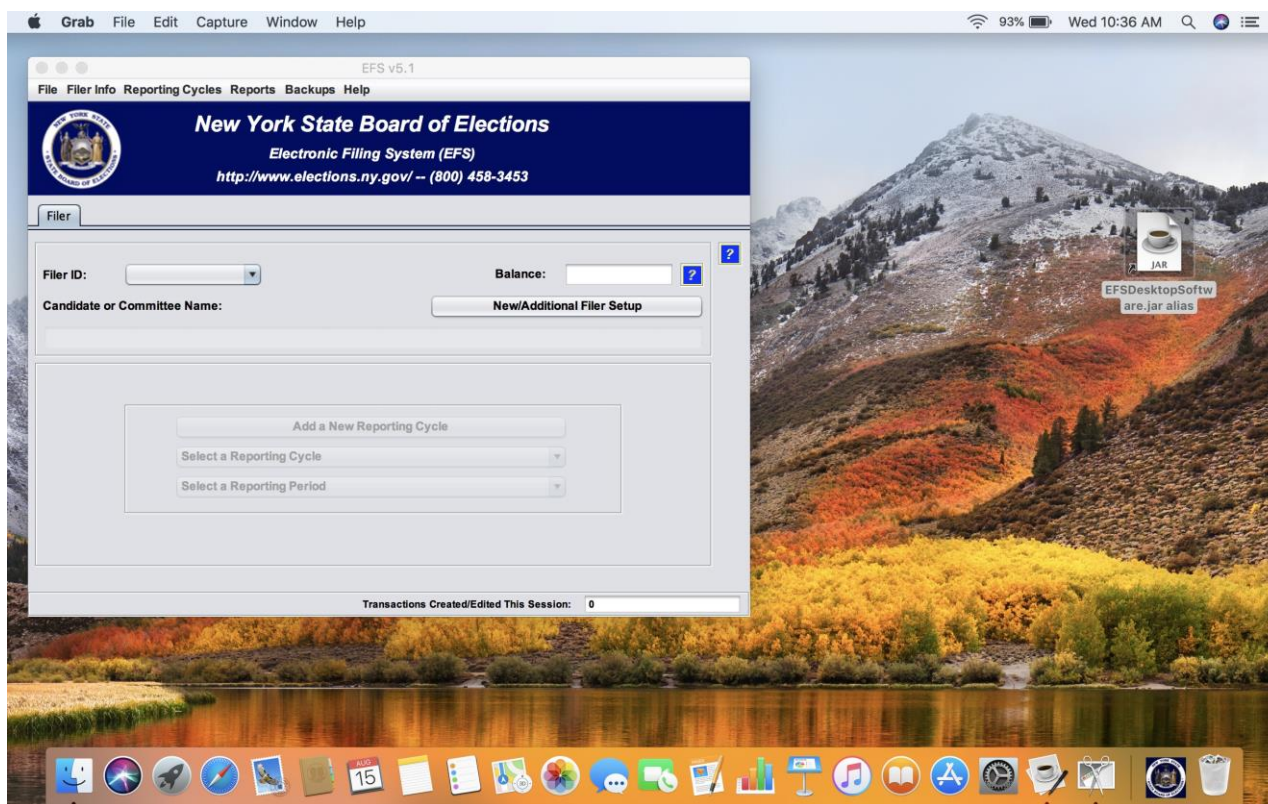 Grab File Edit Capture Window Help 93% Wed 10:36 AM
EFS v5.1
File Filer Info Reporting Cycles Reports Backups Help
New York State Board of Elections
Electronic Filing System (EFS)
http://www.elections.ny.gov/ -- (800) 458-3453
Filer
?
Filer ID: Balance: ?
Candidate or Committee Name: New/Additional Filer Setup
Add a New Reporting Cycle
Select a Reporting Cycle
Select a Reporting Period
Transactions Created/Edited This Session: 0
JAR
EFSDesktopSoftw
are.jar alias
AUG
15